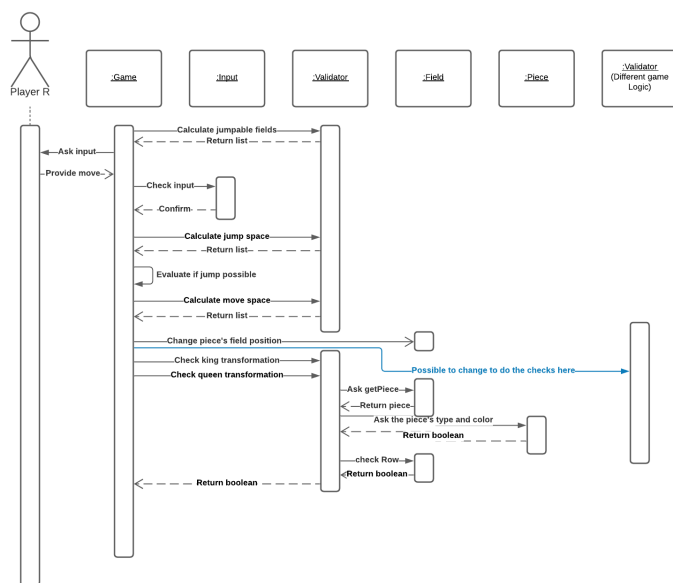 Player R
:Game
:Input
:Validator
:Field
:Piece
:Validator
(Different game
Logic)
Calculate jumpable fields
Return list
Ask input
Provide move
Check input
Confirm
Calculate jump space
Return list
Evaluate if jump possible
Calculate move space
Return list
Change piece's field position
Check king transformation
Possible to change to do the checks here
Check queen transformation
Ask getPiece
Return piece
Ask the piece's type and color
Return boolean
check Row
Return boolean
Return boolean